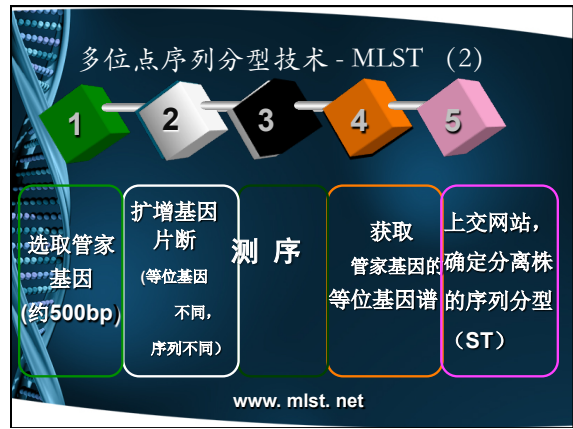 多位点序列分型技术 - MLST （2）
1
2
3
4
5
选取管家
基因
(约500bp)
扩增基因
片断
(等位基因
不同，
序列不同）
测 序
获取
管家基因的
等位基因谱
上交网站，
确定分离株
的序列分型
（ST）
www. mlst. net